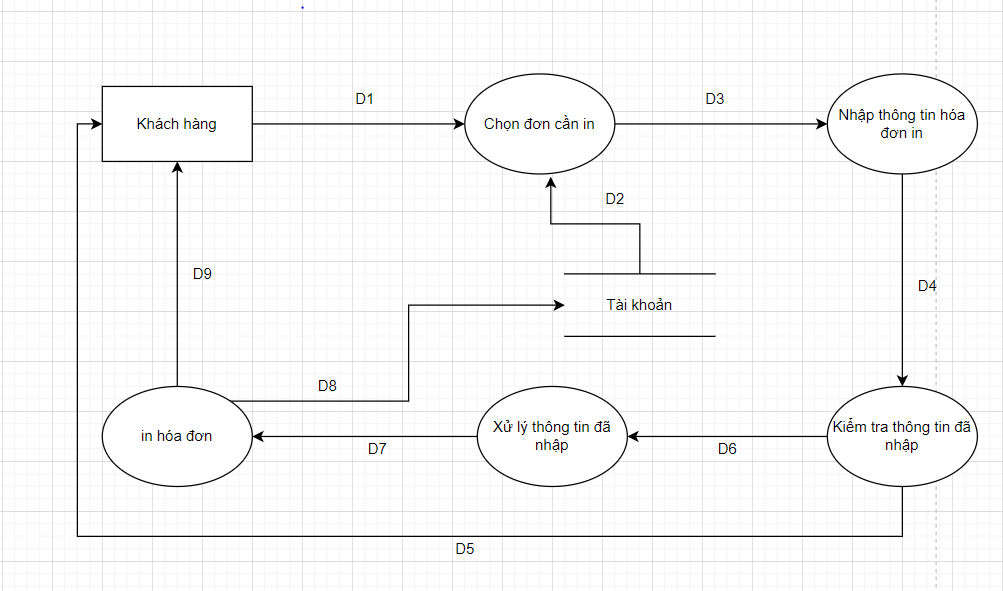 D1
D3
Khách hàng
Chọn đơn cần in
Nhập thông tin hóa
đơn in
D2
D9
D4
Tài khoản
D8
in hóa đơn
Xử lý thông tin đã
nhập
Kiểm tra thông tin đã
nhập
D7
D6
D5